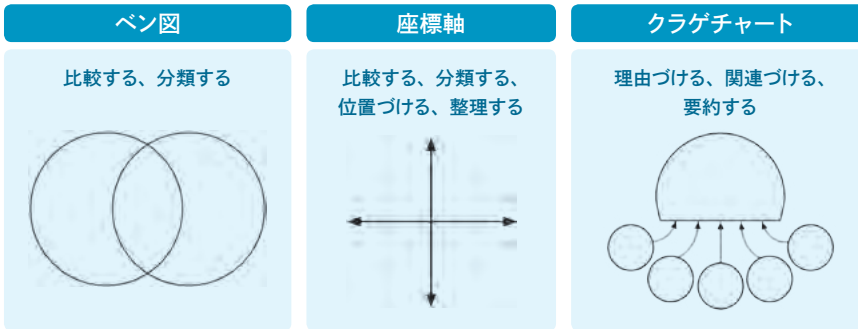 ベン図
比較する、分類する
座標軸
比較する、分類する、
位置づける、整理する
クラゲチャート
理由づける、関連づける、
要約する